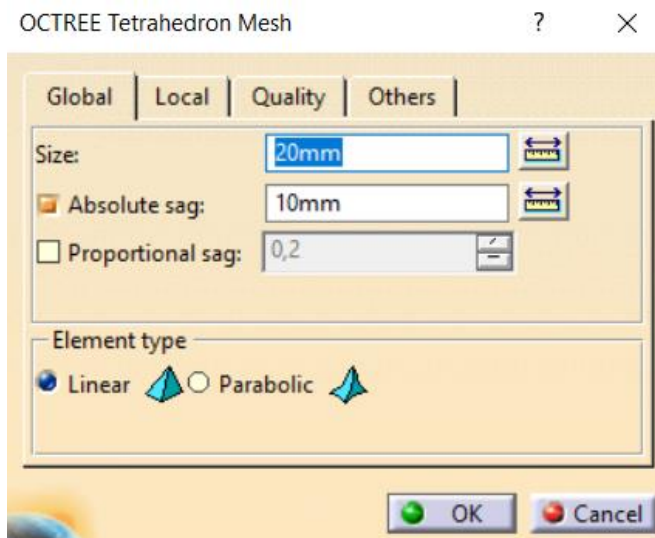 OCTREE Tetrahedron Mesh ?
Global Local Quality Others
Size: 20mm
Absolute sag: 10mm
Proportional sag: 0,2
Element type
Linear Parabolic
OK Cancel